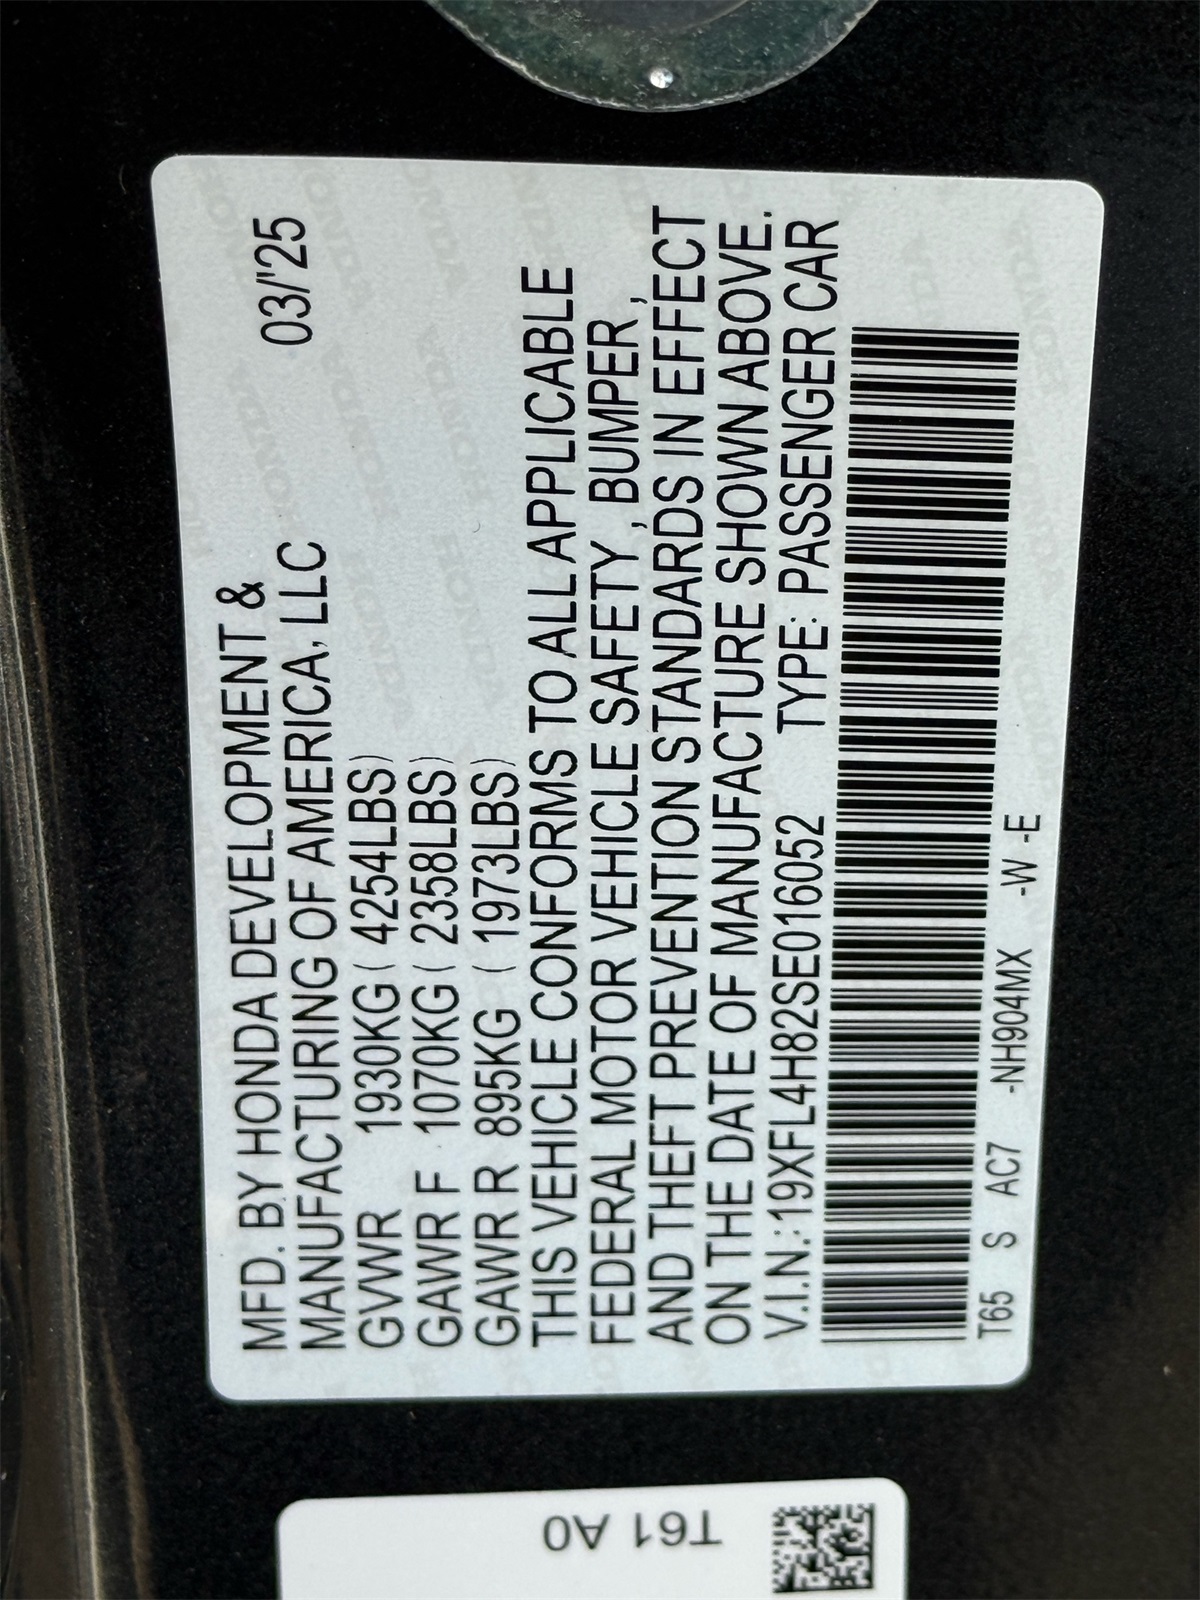 MFD. BY HONDA DEVELOPMENT &
MANUFACTURING OF AMERICA, LLC 03/'25
GVWR 1930KG ( 4254LBS)
GAWR F 1070KG ( 2358LBS)
GAWR R 895KG ( 1973LBS)
THIS VEHICLE CONFORMS TO ALL APPLICABLE
FEDERAL MOTOR VEHICLE SAFETY , BUMPER ,
AND THEFT PREVENTION STANDARDS IN EFFECT
ON THE DATE OF MANUFACTURE SHOWN ABOVE.
V.I.N.:19XFL4H82SE016052 TYPE: PASSENGER CAR
T65 S AC7 -NH904MX -W -E
T61 A0